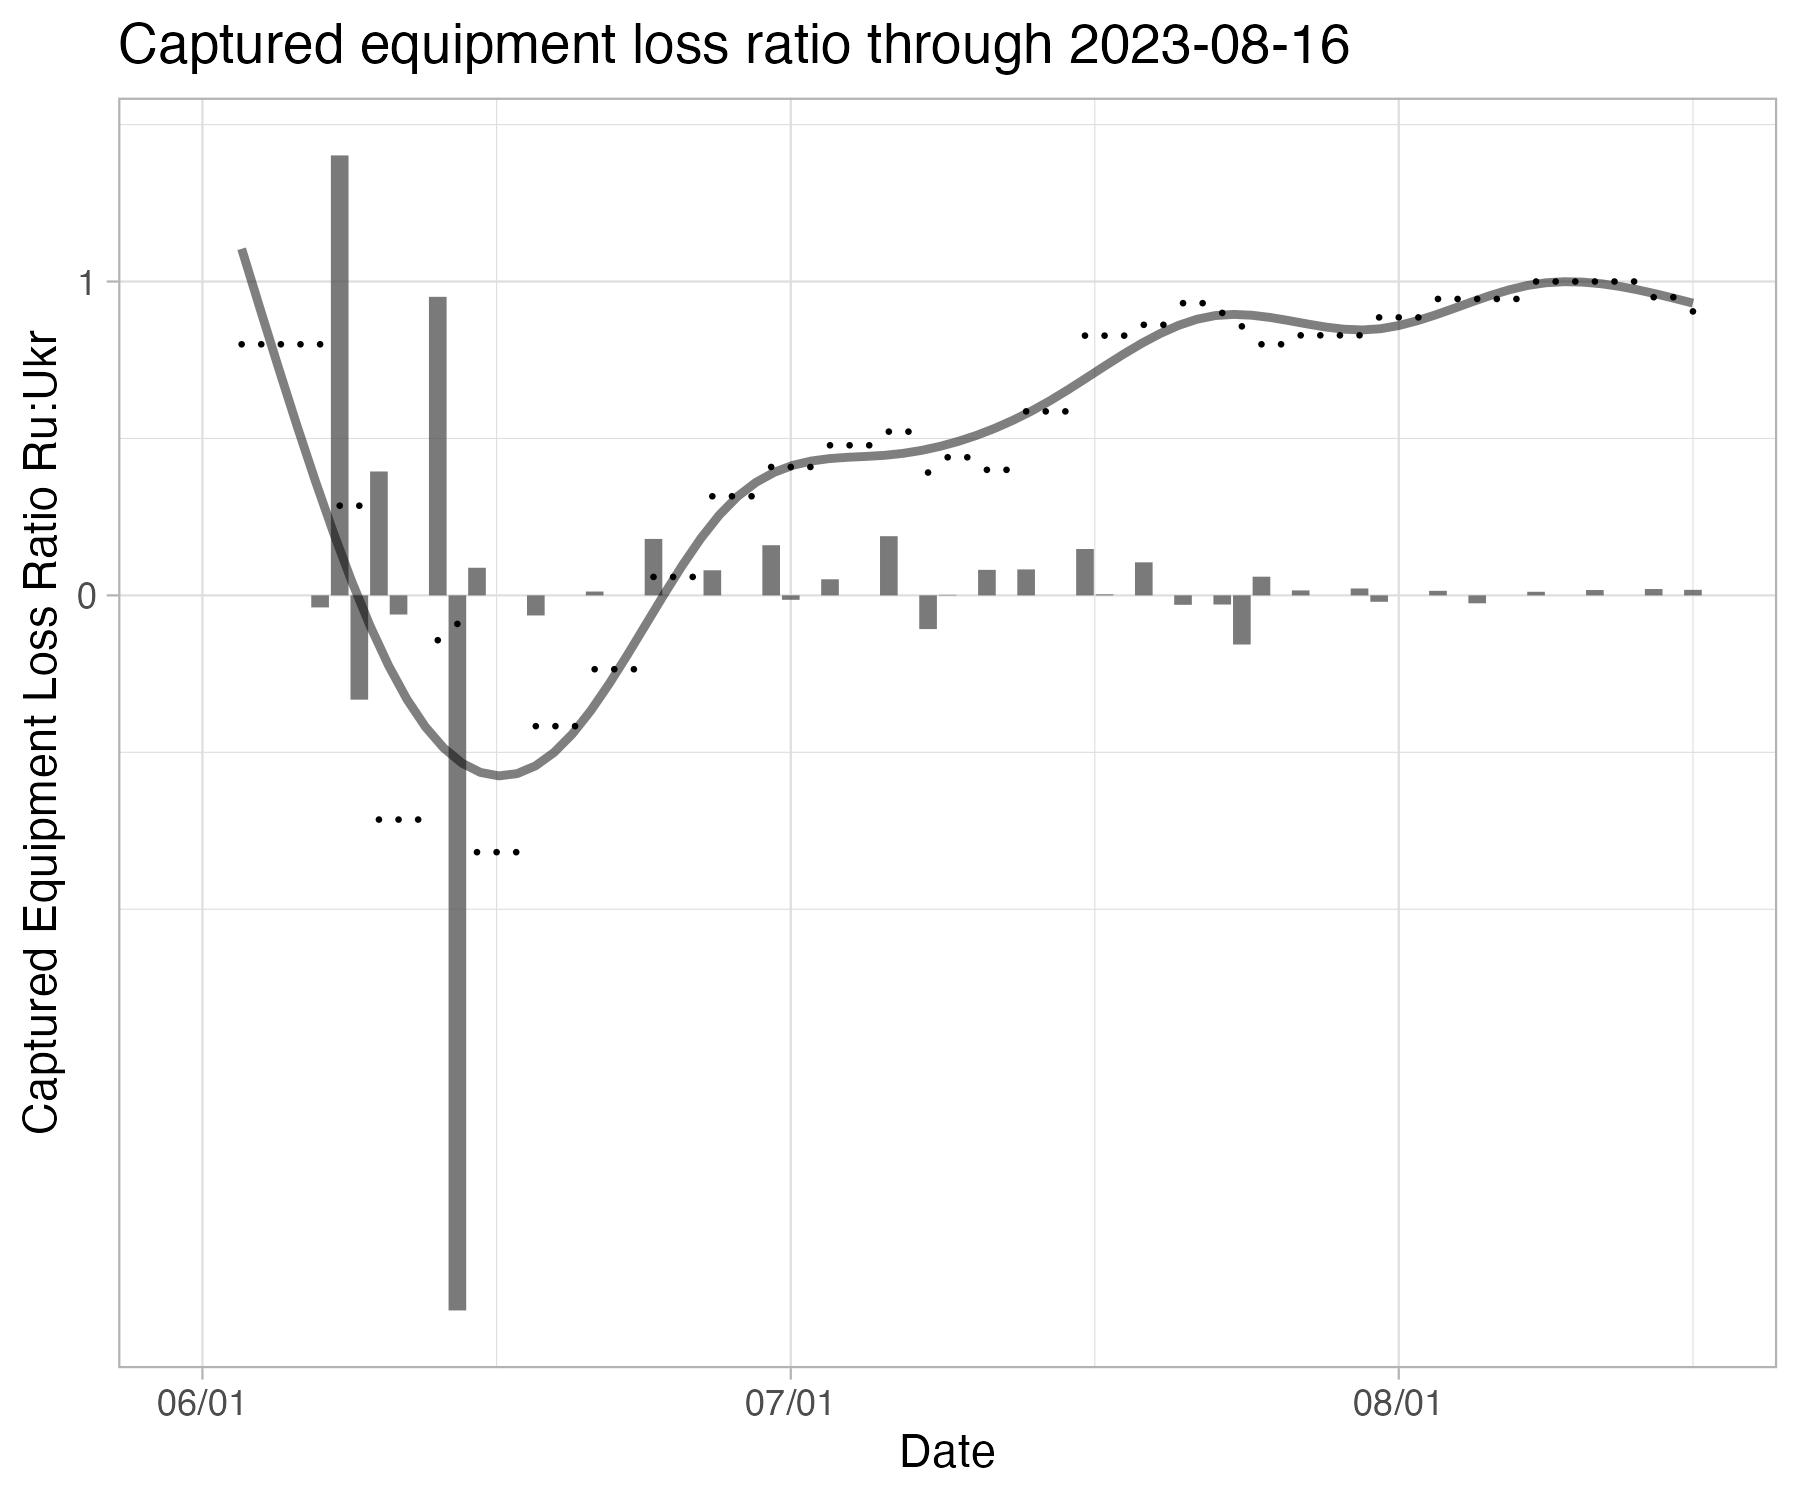 Captured equipment loss ratio through 2023-08-16
Captured Equipment Loss Ratio Ru:Ukr
1
0
06/01
07/01
08/01
Date